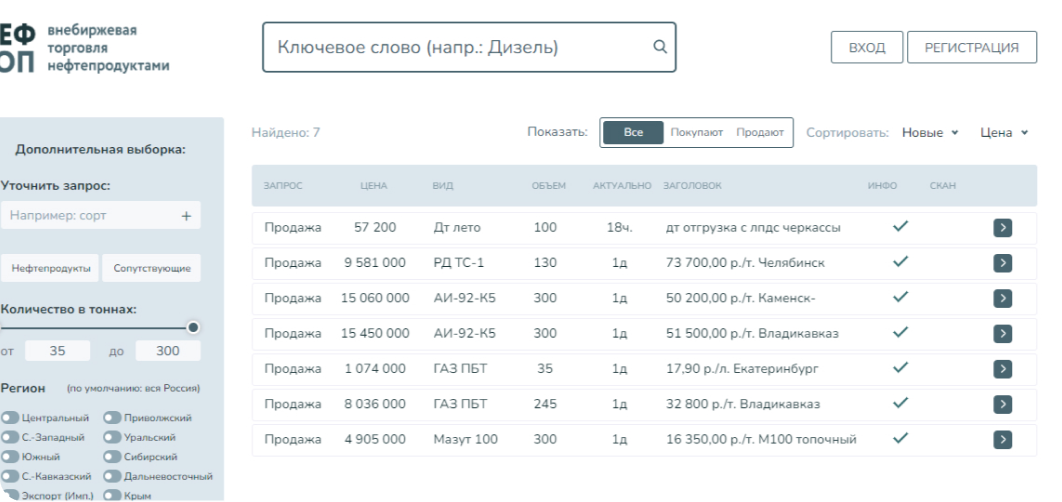 ЕФ
ОП
внебиржевая
торговля
нефтепродуктами
Ключевое слово (напр.: Дизель)
ВХОД
РЕГИСТРАЦИЯ
Дополнительная выборка:
Уточнить запрос:
Например: сорт +
Нефтепродукты Сопутствующие
Количество в тоннах:
от 35 до 300
Регион (по умолчанию: вся Россия)
Центральный Приволжский
С.-Западный Уральский
Южный Сибирский
С.-Кавказский Дальневосточный
Экспорт (Имп.) Крым
Найдено: 7 Показать: Все Покупают Продают Сортировать: Новые Цена
ЗАПРОС ЦЕНА ВИД ОБЪЕМ АКТУАЛЬНО ЗАГОЛОВОК ИНФО СКАН
Продажа 57 200 Дт лето 100 18ч. дт отгрузка с лпдс черкассы
Продажа 9 581 000 РД ТС-1 130 1д 73 700,00 р./т. Челябинск
Продажа 15 060 000 АИ-92-К5 300 1д 50 200,00 р./т. Каменск-
Продажа 15 450 000 АИ-92-К5 300 1д 51 500,00 р./т. Владикавказ
Продажа 1 074 000 ГАЗ ПБТ 35 1д 17,90 р./л. Екатеринбург
Продажа 8 036 000 ГАЗ ПБТ 245 1д 32 800 р./т. Владикавказ
Продажа 4 905 000 Мазут 100 300 1д 16 350,00 р./т. М100 топочный